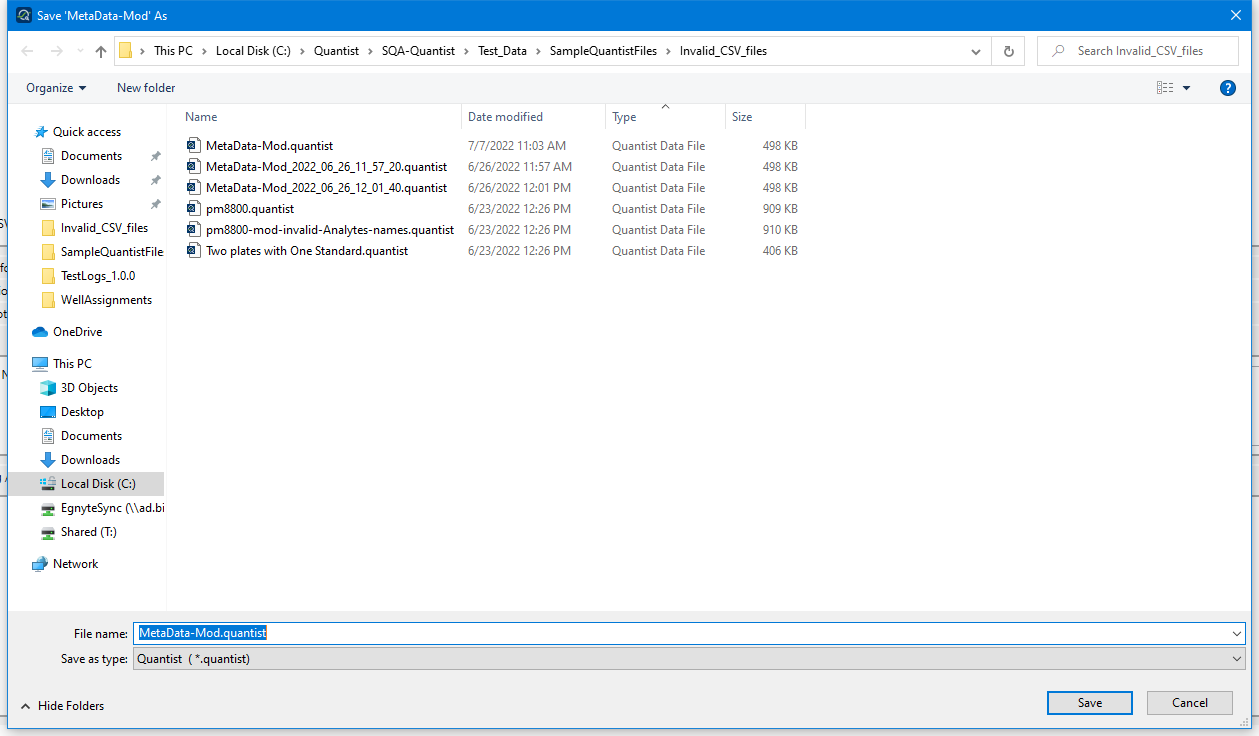 Save 'MetaData-Mod' As
This PC > Local Disk (C:) > Quantist > SQA-Quantist > Test_Data > SampleQuantistFiles > Invalid_CSV_files
Search Invalid_CSV_files
Organize New folder
Name Date modified Type Size
Quick access
Documents
Downloads
Pictures
Invalid_CSV_files
SampleQuantistFile
TestLogs_1.0.0
WellAssignments
OneDrive
This PC
3D Objects
Desktop
Documents
Downloads
Local Disk (C:)
EgnyteSync (\\ad.bi
Shared (T:)
Network
MetaData-Mod.quantist 7/7/2022 11:03 AM Quantist Data File 498 KB
MetaData-Mod_2022_06_26_11_57_20.quantist 6/26/2022 11:57 AM Quantist Data File 498 KB
MetaData-Mod_2022_06_26_12_01_40.quantist 6/26/2022 12:01 PM Quantist Data File 498 KB
pm8800.quantist 6/23/2022 12:26 PM Quantist Data File 909 KB
pm8800-mod-invalid-Analytes-names.quantist 6/23/2022 12:26 PM Quantist Data File 910 KB
Two plates with One Standard.quantist 6/23/2022 12:26 PM Quantist Data File 406 KB
File name: MetaData-Mod.quantist
Save as type: Quantist ( *.quantist)
Hide Folders
Save Cancel